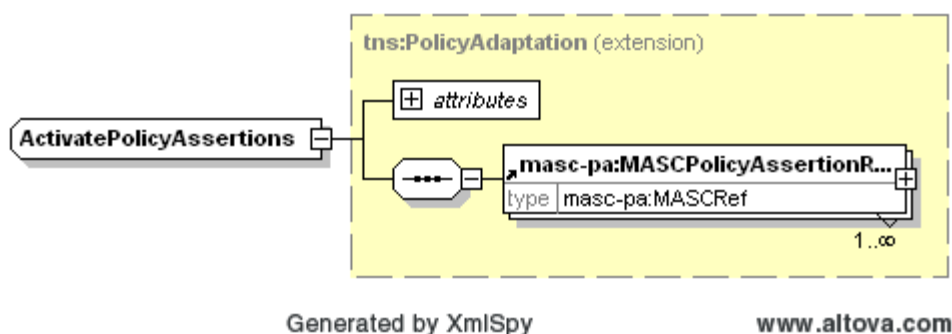 tns:PolicyAdaptation (extension)
attributes
ActivatePolicyAssertions
masc-pa:MASCPolicyAssertionR...
type masc-pa:MASCRef
1..∞
Generated by XmlSpy www.altova.com